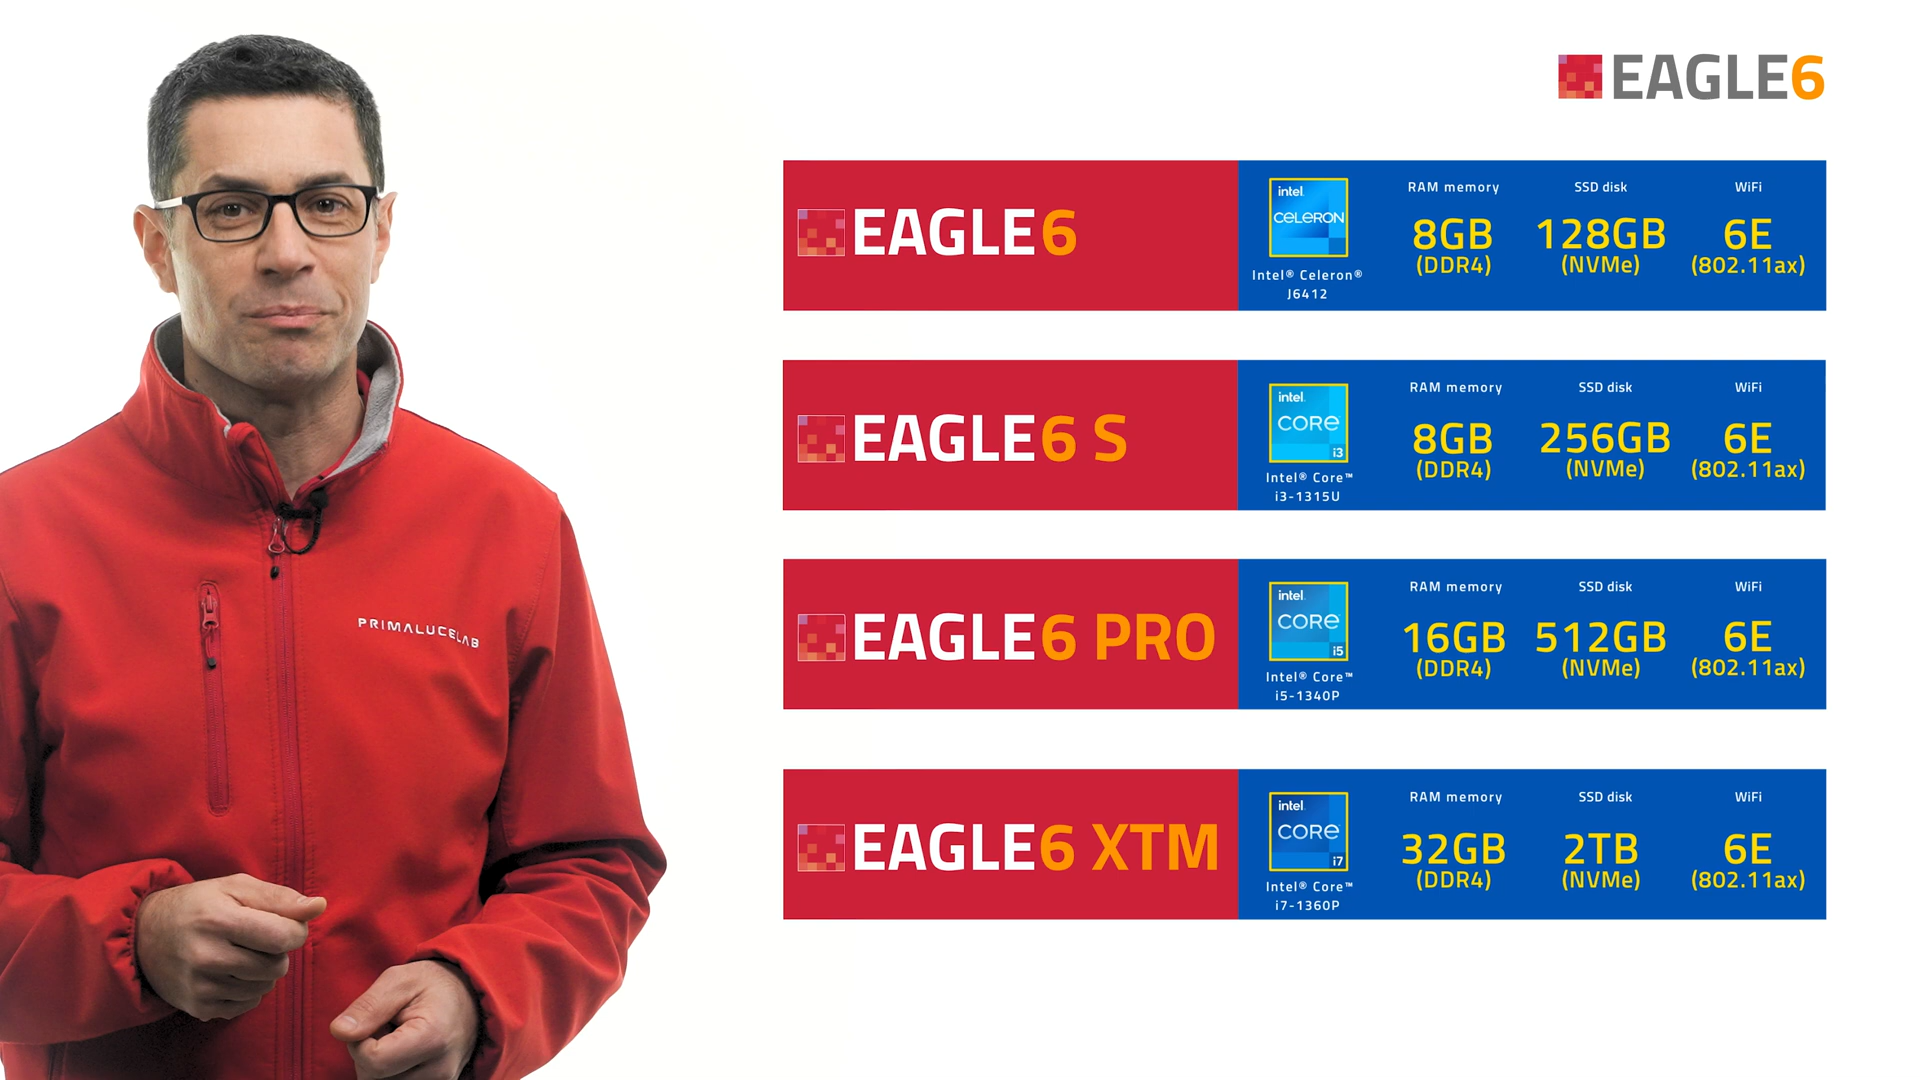 EAGLE6
EAGLE6
intel.
CELERON
Intel® Celeron®
J6412
RAM memory
8GB
(DDR4)
SSD disk
128GB
(NVMe)
WiFi
6E
(802.11ax)
EAGLE6 S
intel.
CORE
i3
Intel® Core™
i3-1315U
RAM memory
8GB
(DDR4)
SSD disk
256GB
(NVMe)
WiFi
6E
(802.11ax)
EAGLE6 PRO
intel.
CORE
i5
Intel® Core™
i5-1340P
RAM memory
16GB
(DDR4)
SSD disk
512GB
(NVMe)
WiFi
6E
(802.11ax)
EAGLE6 XTM
intel.
CORE
i7
Intel® Core™
i7-1360P
RAM memory
32GB
(DDR4)
SSD disk
2TB
(NVMe)
WiFi
6E
(802.11ax)
PRIMALUCELAB